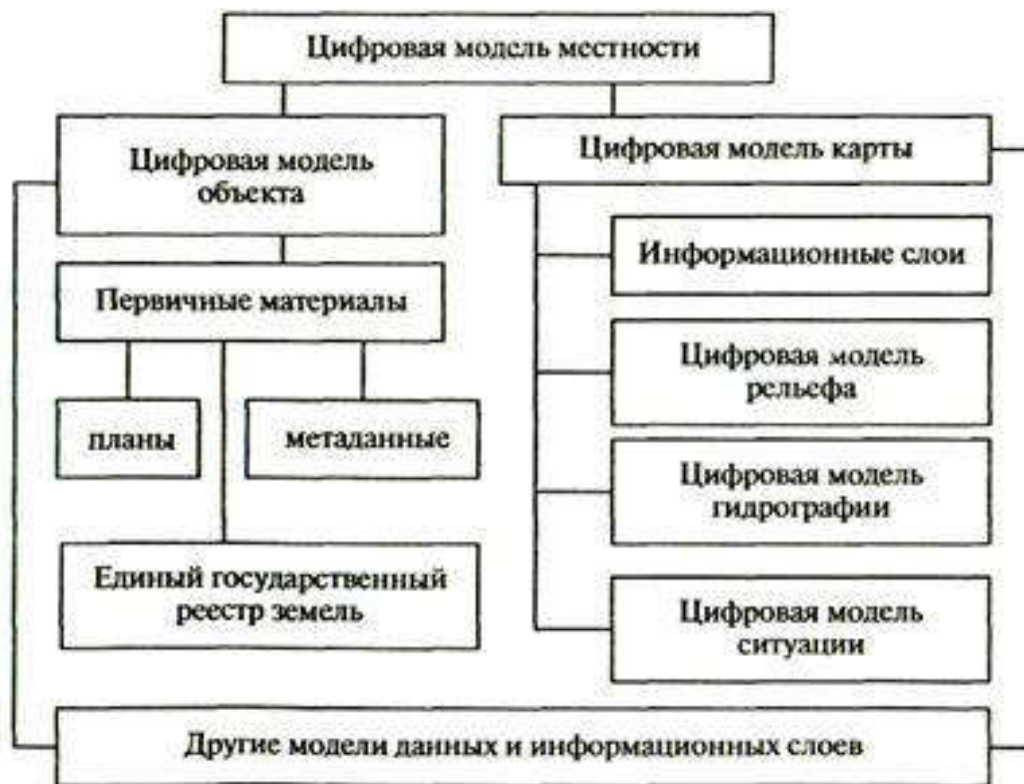 Цифровая модель местности
Цифровая модель
объекта
Цифровая модель карты
Первичные материалы
планы
метаданные
Единый государственный
реестр земель
Информационные слои
Цифровая модель
рельефа
Цифровая модель
гидрографии
Цифровая модель
ситуации
Другие модели данных и информационных слоев